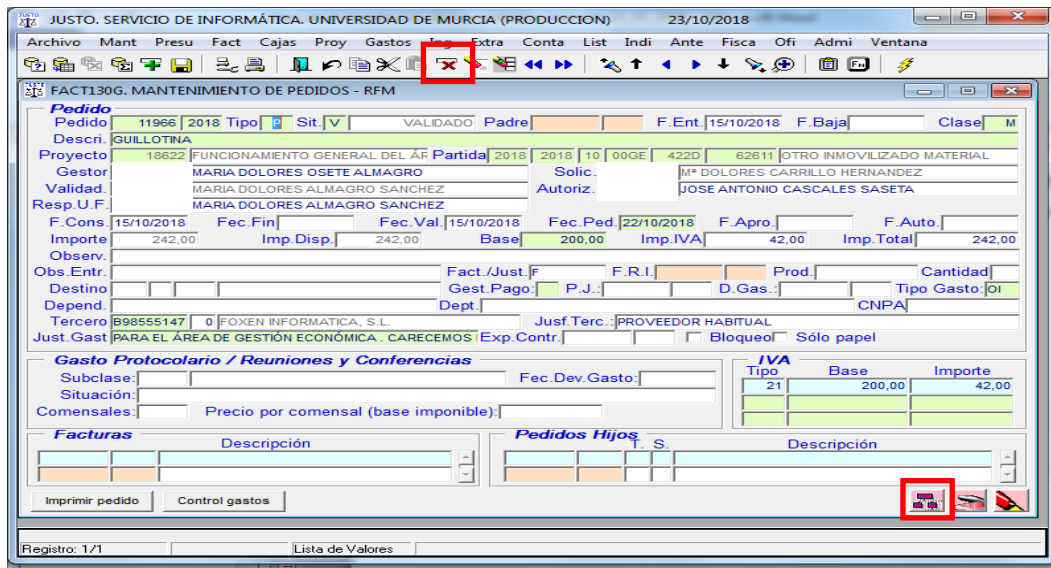 JUSTO. SERVICIO DE INFORMÁTICA. UNIVERSIDAD DE MURCIA (PRODUCCION) 23/10/2018
Archivo Mant Presu Fact Cajas Proy Gastos Ing Extra Conta List Indi Ante Fisca Ofi Admi Ventana
FACT130G. MANTENIMIENTO DE PEDIDOS - RFM
Pedido
Pedido 11966 2018 Tipo P Sit. V VALIDADO Padre F.Ent. 15/10/2018 F.Baja Clase M
Descri. GUILLOTINA
Proyecto 18622 FUNCIONAMIENTO GENERAL DEL ÁR Partida 2018 2018 10 00GE 422D 62611 OTRO INMOVILIZADO MATERIAL
Gestor MARIA DOLORES OSETE ALMAGRO Solic. Mª DOLORES CARRILLO HERNANDEZ
Validad. MARIA DOLORES ALMAGRO SANCHEZ Autoriz. JOSE ANTONIO CASCALES SASETA
Resp.U.F. MARIA DOLORES ALMAGRO SANCHEZ
F.Cons. 15/10/2018 Fec.Fin Fec.Val. 15/10/2018 Fec.Ped. 22/10/2018 F.Apro. F.Auto.
Importe 242,00 Imp.Disp. 242,00 Base 200,00 Imp.IVA 42,00 Imp.Total 242,00
Observ.
Obs.Entr. Fact./Just. F F.R.I. Prod. Cantidad
Destino Gest.Pago: P.J.: D.Gas.: Tipo Gasto: OI
Depend. Dept. CNPA
Tercero B98555147 0 FOXEN INFORMATICA, S.L. Jusf.Terc.: PROVEEDOR HABITUAL
Just.Gast PARA EL ÁREA DE GESTIÓN ECONÓMICA . CARECEMOS Exp.Contr. Bloqueo Sólo papel
Gasto Protocolario / Reuniones y Conferencias IVA
Subclase: Fec.Dev.Gasto: Tipo Base Importe
Situación: 21 200,00 42,00
Comensales: Precio por comensal (base imponible):
Facturas Pedidos Hijos
Descripción T. S. Descripción
Imprimir pedido Control gastos
Registro: 1/1 Lista de Valores